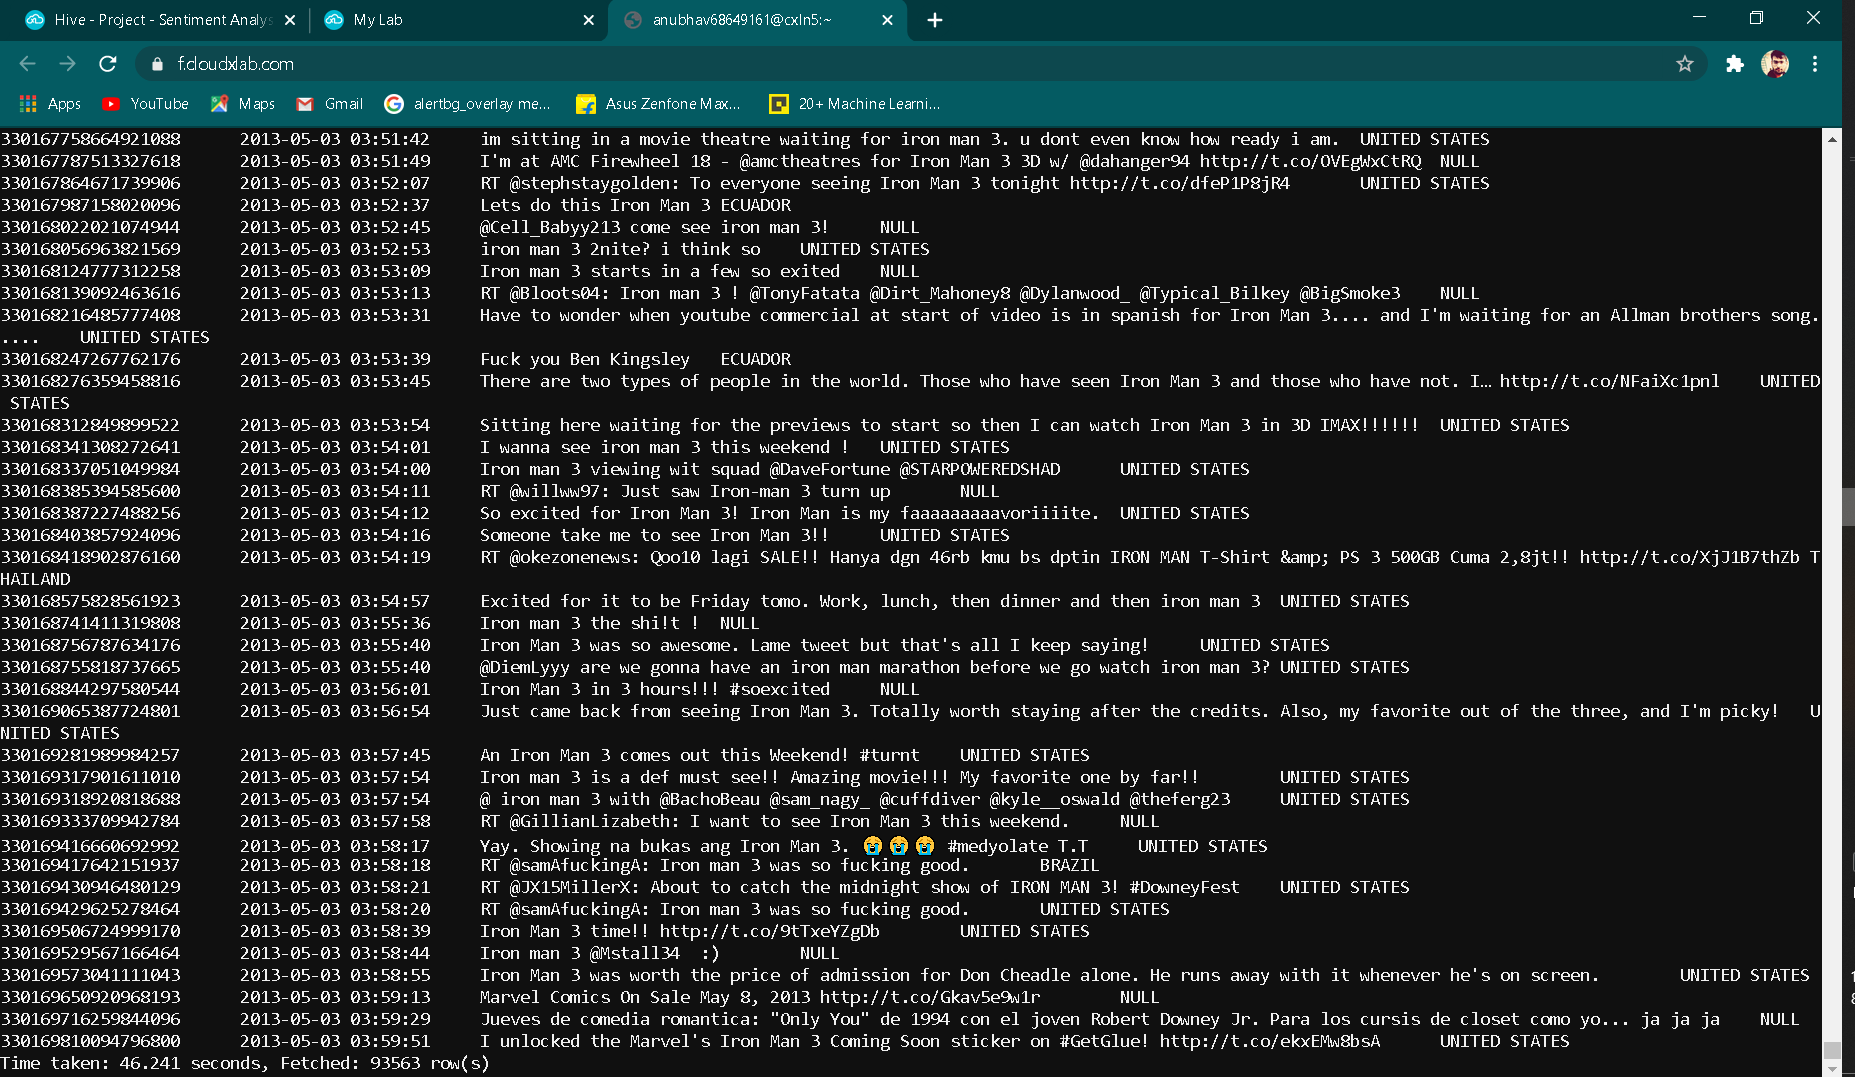 Hive - Project - Sentiment Analys
My Lab
anubhav68649161@cxln5:~
f.cloudxlab.com
Apps YouTube Maps Gmail alertbg_overlay me... Asus Zenfone Max... 20+ Machine Learni...
330167758664921088 2013-05-03 03:51:42 im sitting in a movie theatre waiting for iron man 3. u dont even know how ready i am. UNITED STATES
330167787513327618 2013-05-03 03:51:49 I'm at AMC Firewheel 18 - @amctheatres for Iron Man 3 3D w/ @dahanger94 http://t.co/OVEgWxCtRQ NULL
330167864671739906 2013-05-03 03:52:07 RT @stephstaygolden: To everyone seeing Iron Man 3 tonight http://t.co/dfeP1P8jR4 UNITED STATES
330167987158020096 2013-05-03 03:52:37 Lets do this Iron Man 3 ECUADOR
330168022021074944 2013-05-03 03:52:45 @Cell_Babyy213 come see iron man 3! NULL
330168056963821569 2013-05-03 03:52:53 iron man 3 2nite? i think so UNITED STATES
330168124777312258 2013-05-03 03:53:09 Iron man 3 starts in a few so exited NULL
330168139092463616 2013-05-03 03:53:13 RT @Bloots04: Iron man 3 ! @TonyFatata @Dirt_Mahoney8 @Dylanwood_ @Typical_Bilkey @BigSmoke3 NULL
330168216485777408 2013-05-03 03:53:31 Have to wonder when youtube commercial at start of video is in spanish for Iron Man 3.... and I'm waiting for an Allman brothers song.
.... UNITED STATES
330168247267762176 2013-05-03 03:53:39 Fuck you Ben Kingsley ECUADOR
330168276359458816 2013-05-03 03:53:45 There are two types of people in the world. Those who have seen Iron Man 3 and those who have not. I… http://t.co/NFaiXc1pnl UNITED
STATES
330168312849899522 2013-05-03 03:53:54 Sitting here waiting for the previews to start so then I can watch Iron Man 3 in 3D IMAX!!!!!! UNITED STATES
330168341308272641 2013-05-03 03:54:01 I wanna see iron man 3 this weekend ! UNITED STATES
330168337051049984 2013-05-03 03:54:00 Iron man 3 viewing wit squad @DaveFortune @STARPOWEREDSHAD UNITED STATES
330168385394585600 2013-05-03 03:54:11 RT @willww97: Just saw Iron-man 3 turn up NULL
330168387227488256 2013-05-03 03:54:12 So excited for Iron Man 3! Iron Man is my faaaaaaaaavoriiiite. UNITED STATES
330168403857924096 2013-05-03 03:54:16 Someone take me to see Iron Man 3!! UNITED STATES
330168418902876160 2013-05-03 03:54:19 RT @okezonenews: Qoo10 lagi SALE!! Hanya dgn 46rb kmu bs dptin IRON MAN T-Shirt &amp; PS 3 500GB Cuma 2,8jt!! http://t.co/XjJ1B7thZb T
HAILAND
330168575828561923 2013-05-03 03:54:57 Excited for it to be Friday tomo. Work, lunch, then dinner and then iron man 3 UNITED STATES
330168741411319808 2013-05-03 03:55:36 Iron man 3 the shi!t ! NULL
330168756787634176 2013-05-03 03:55:40 Iron Man 3 was so awesome. Lame tweet but that's all I keep saying! UNITED STATES
330168755818737665 2013-05-03 03:55:40 @DiemLyyy are we gonna have an iron man marathon before we go watch iron man 3? UNITED STATES
330168844297580544 2013-05-03 03:56:01 Iron Man 3 in 3 hours!!! #soexcited NULL
330169065387724801 2013-05-03 03:56:54 Just came back from seeing Iron Man 3. Totally worth staying after the credits. Also, my favorite out of the three, and I'm picky! U
NITED STATES
330169281989984257 2013-05-03 03:57:45 An Iron Man 3 comes out this Weekend! #turnt UNITED STATES
330169317901611010 2013-05-03 03:57:54 Iron man 3 is a def must see!! Amazing movie!!! My favorite one by far!! UNITED STATES
330169318920818688 2013-05-03 03:57:54 @ iron man 3 with @BachoBeau @sam_nagy_ @cuffdiver @kyle__oswald @theferg23 UNITED STATES
330169333709942784 2013-05-03 03:57:58 RT @GillianLizabeth: I want to see Iron Man 3 this weekend. NULL
330169416660692992 2013-05-03 03:58:17 Yay. Showing na bukas ang Iron Man 3. 😭😭😭 #medyolate T.T UNITED STATES
330169417642151937 2013-05-03 03:58:18 RT @samAfuckingA: Iron man 3 was so fucking good. BRAZIL
330169430946480129 2013-05-03 03:58:21 RT @JX15MillerX: About to catch the midnight show of IRON MAN 3! #DowneyFest UNITED STATES
330169429625278464 2013-05-03 03:58:20 RT @samAfuckingA: Iron man 3 was so fucking good. UNITED STATES
330169506724999170 2013-05-03 03:58:39 Iron Man 3 time!! http://t.co/9tTxeYZgDb UNITED STATES
330169529567166464 2013-05-03 03:58:44 Iron man 3 @Mstall34 :) NULL
330169573041111043 2013-05-03 03:58:55 Iron Man 3 was worth the price of admission for Don Cheadle alone. He runs away with it whenever he's on screen. UNITED STATES
330169650920968193 2013-05-03 03:59:13 Marvel Comics On Sale May 8, 2013 http://t.co/Gkav5e9w1r NULL
330169716259844096 2013-05-03 03:59:29 Jueves de comedia romantica: "Only You" de 1994 con el joven Robert Downey Jr. Para los cursis de closet como yo... ja ja ja NULL
330169810094796800 2013-05-03 03:59:51 I unlocked the Marvel's Iron Man 3 Coming Soon sticker on #GetGlue! http://t.co/ekxEMw8bsA UNITED STATES
Time taken: 46.241 seconds, Fetched: 93563 row(s)